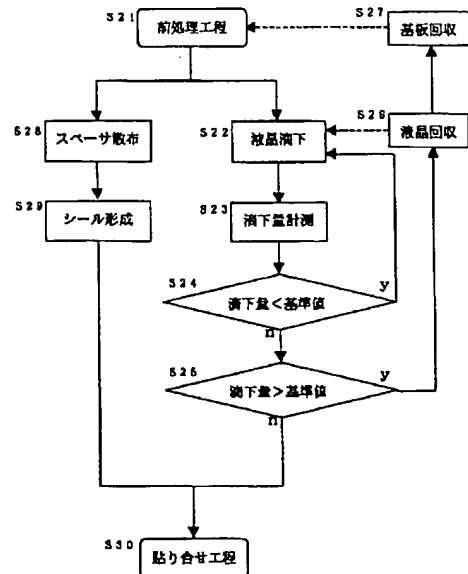 S21
前処理工程
S27
基板回収
S28
スペーサ散布
S22
液晶滴下
S26
液晶回収
S29
シール形成
S23
滴下量計測
S24
滴下量<基準値
y
n
S25
滴下量>基準値
y
n
S30
貼り合せ工程